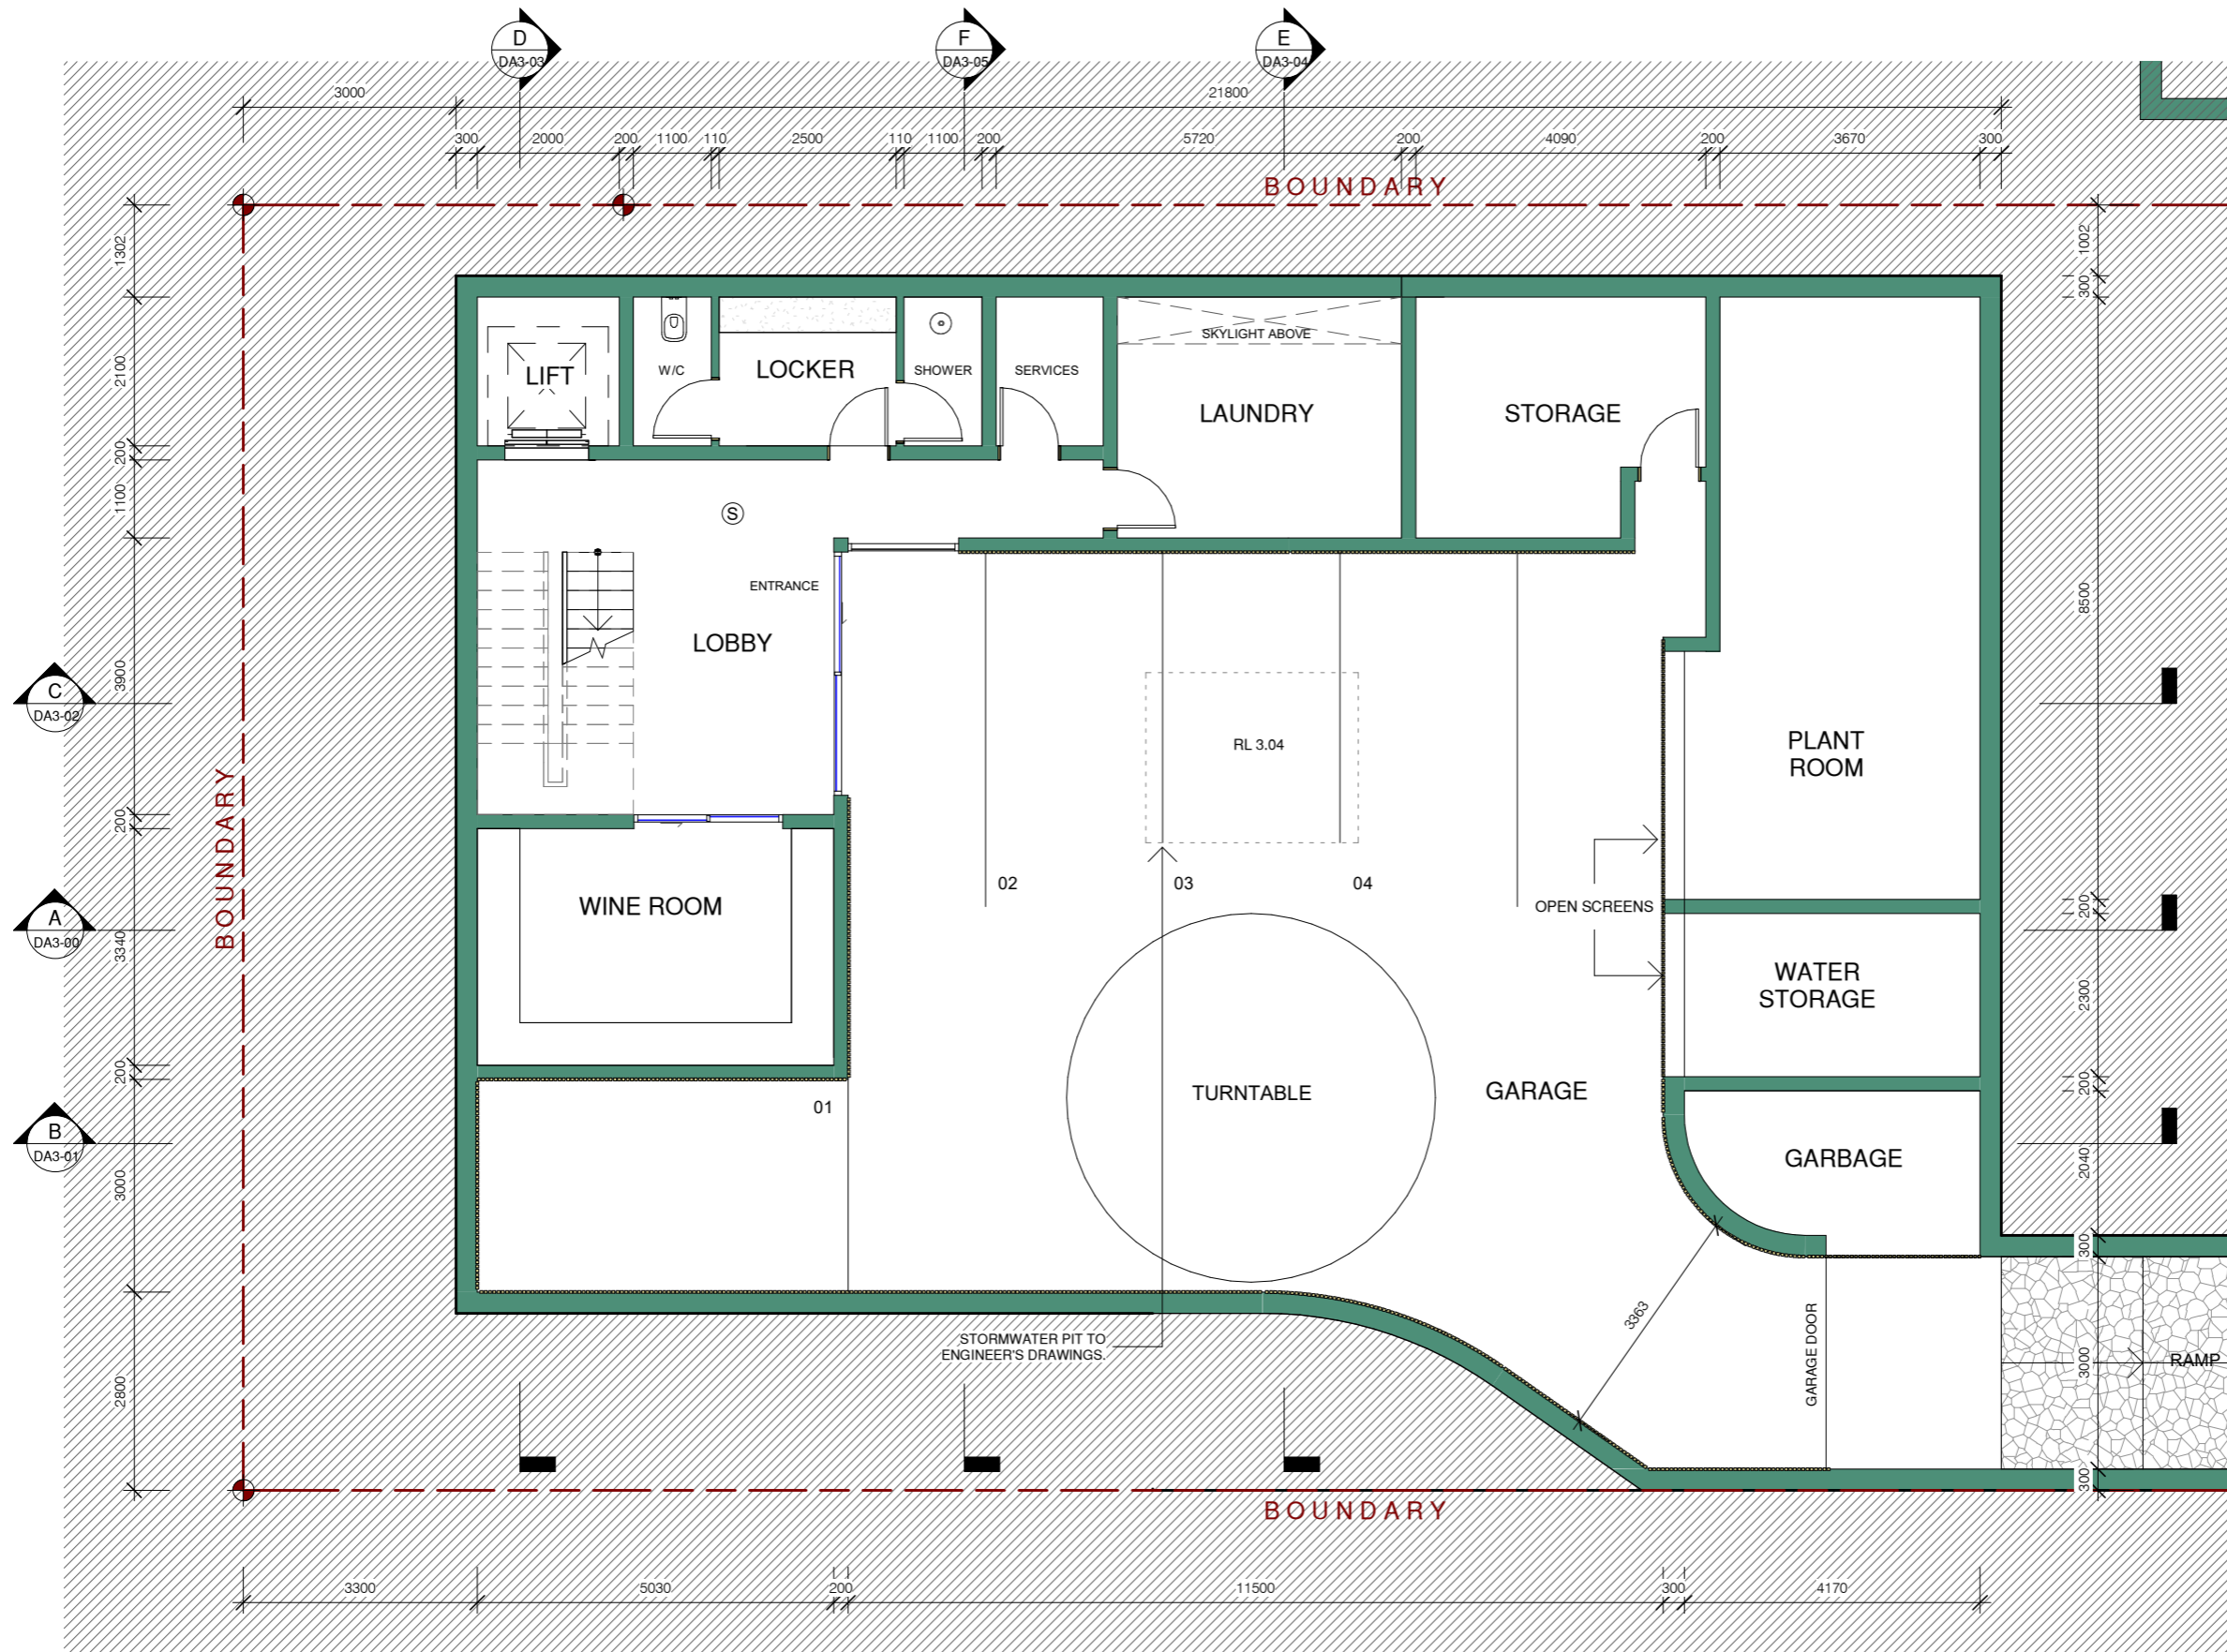 D
DA3-03
F
DA3-05
E
DA3-04
3000
21800
300
2000
200
1100
110
2500
110
1100
200
5720
200
4090
200
3670
300
BOUNDARY
1302
2100
200
1100
3900
200
3340
200
3000
2800
1002
300
8500
200
2300
200
2040
300
3000
300
LIFT
W/C
LOCKER
SHOWER
SERVICES
SKYLIGHT ABOVE
LAUNDRY
STORAGE
S
ENTRANCE
LOBBY
C
DA3-02
RL 3.04
PLANT
ROOM
BOUNDARY
02
03
04
WINE ROOM
OPEN SCREENS
A
DA3-00
WATER
STORAGE
TURNTABLE
GARAGE
01
B
DA3-01
GARBAGE
3363
GARAGE DOOR
STORMWATER PIT TO
ENGINEER'S DRAWINGS.
RAMP
BOUNDARY
3300
5030
200
11500
300
4170